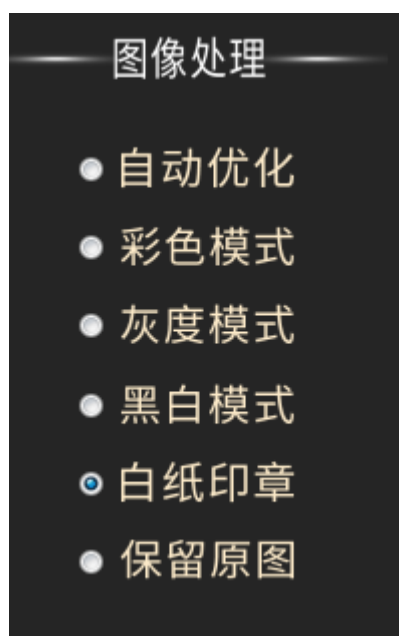 图像处理
自动优化
彩色模式
灰度模式
黑白模式
白纸印章
保留原图